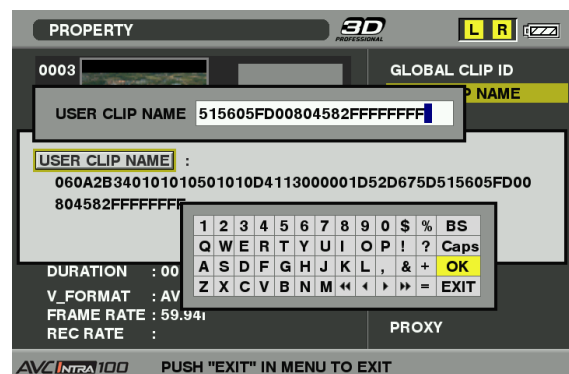 PROPERTY
3D
PROFESSIONAL
L R
0003
GLOBAL CLIP ID
NAME
USER CLIP NAME 515605FD00804582FFFFFFFF
USER CLIP NAME :
060A2B340101010501010D4113000001D52D675D515605FD00
804582FFFFFFFF
1 2 3 4 5 6 7 8 9 0 $ % BS
Q W E R T Y U I O P ! ? Caps
A S D F G H J K L , & + OK
Z X C V B N M = EXIT
DURATION : 00
V_FORMAT : AV
FRAME RATE : 59.94I
REC RATE :
PROXY
AVC INTRA 100
PUSH "EXIT" IN MENU TO EXIT